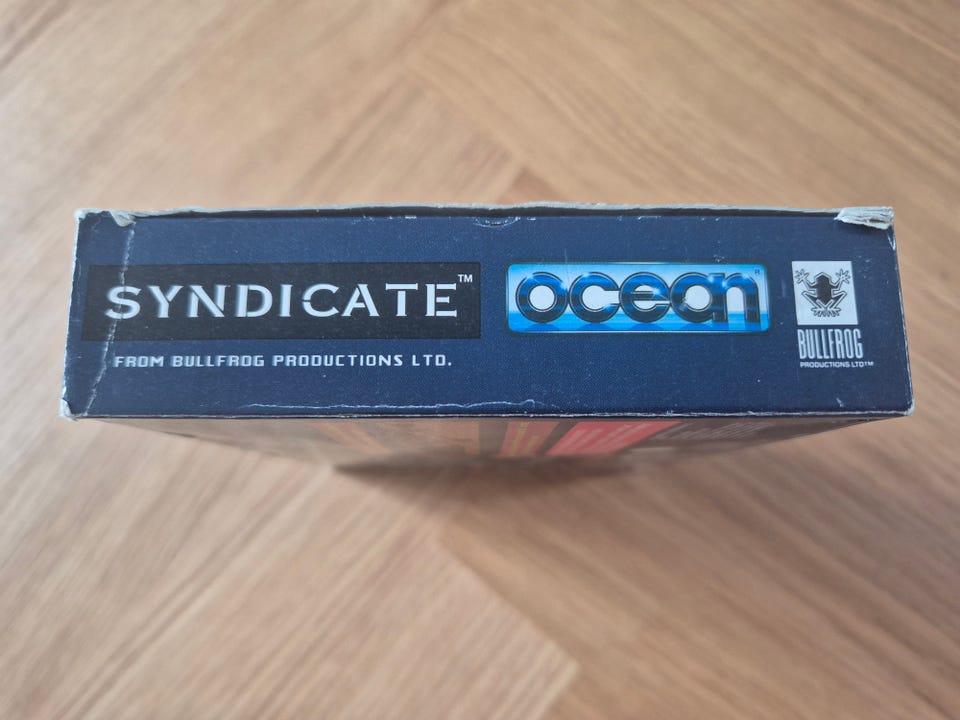 SYNDICATE™
FROM BULLFROG PRODUCTIONS LTD.
ocean®
BULLFROG
PRODUCTIONS LTD™